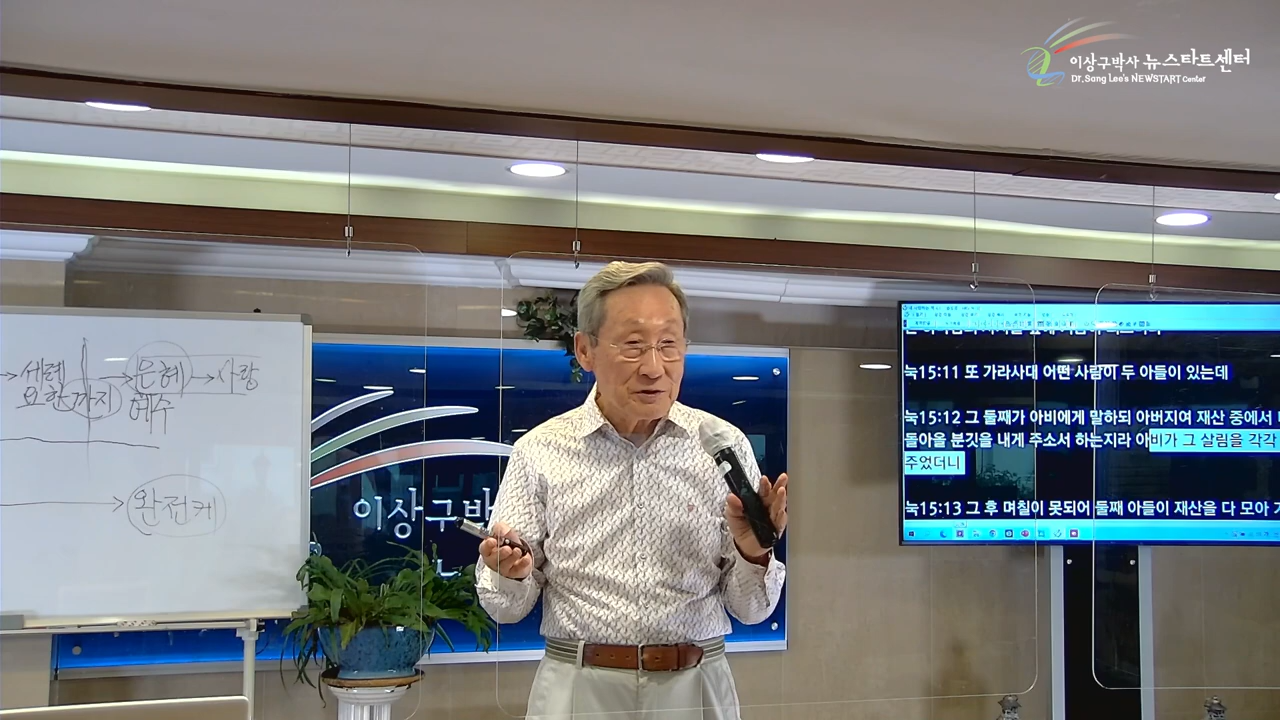 이상구박사 뉴스타트센터
Dr. Sang Lee's NEWSTART Center
→세례 → 은혜 → 사랑
요한까지 예수
→ 완전케
이상구박
눅15:11 또 가라사대 어떤 사람이 두 아들이 있는데
눅15:12 그 둘째가 아비에게 말하되 아버지여 재산 중에서
돌아올 분깃을 내게 주소서 하는지라 아비가 그 살림을 각각
주었더니
눅15:13 그 후 며칠이 못되어 둘째 아들이 재산을 다 모아